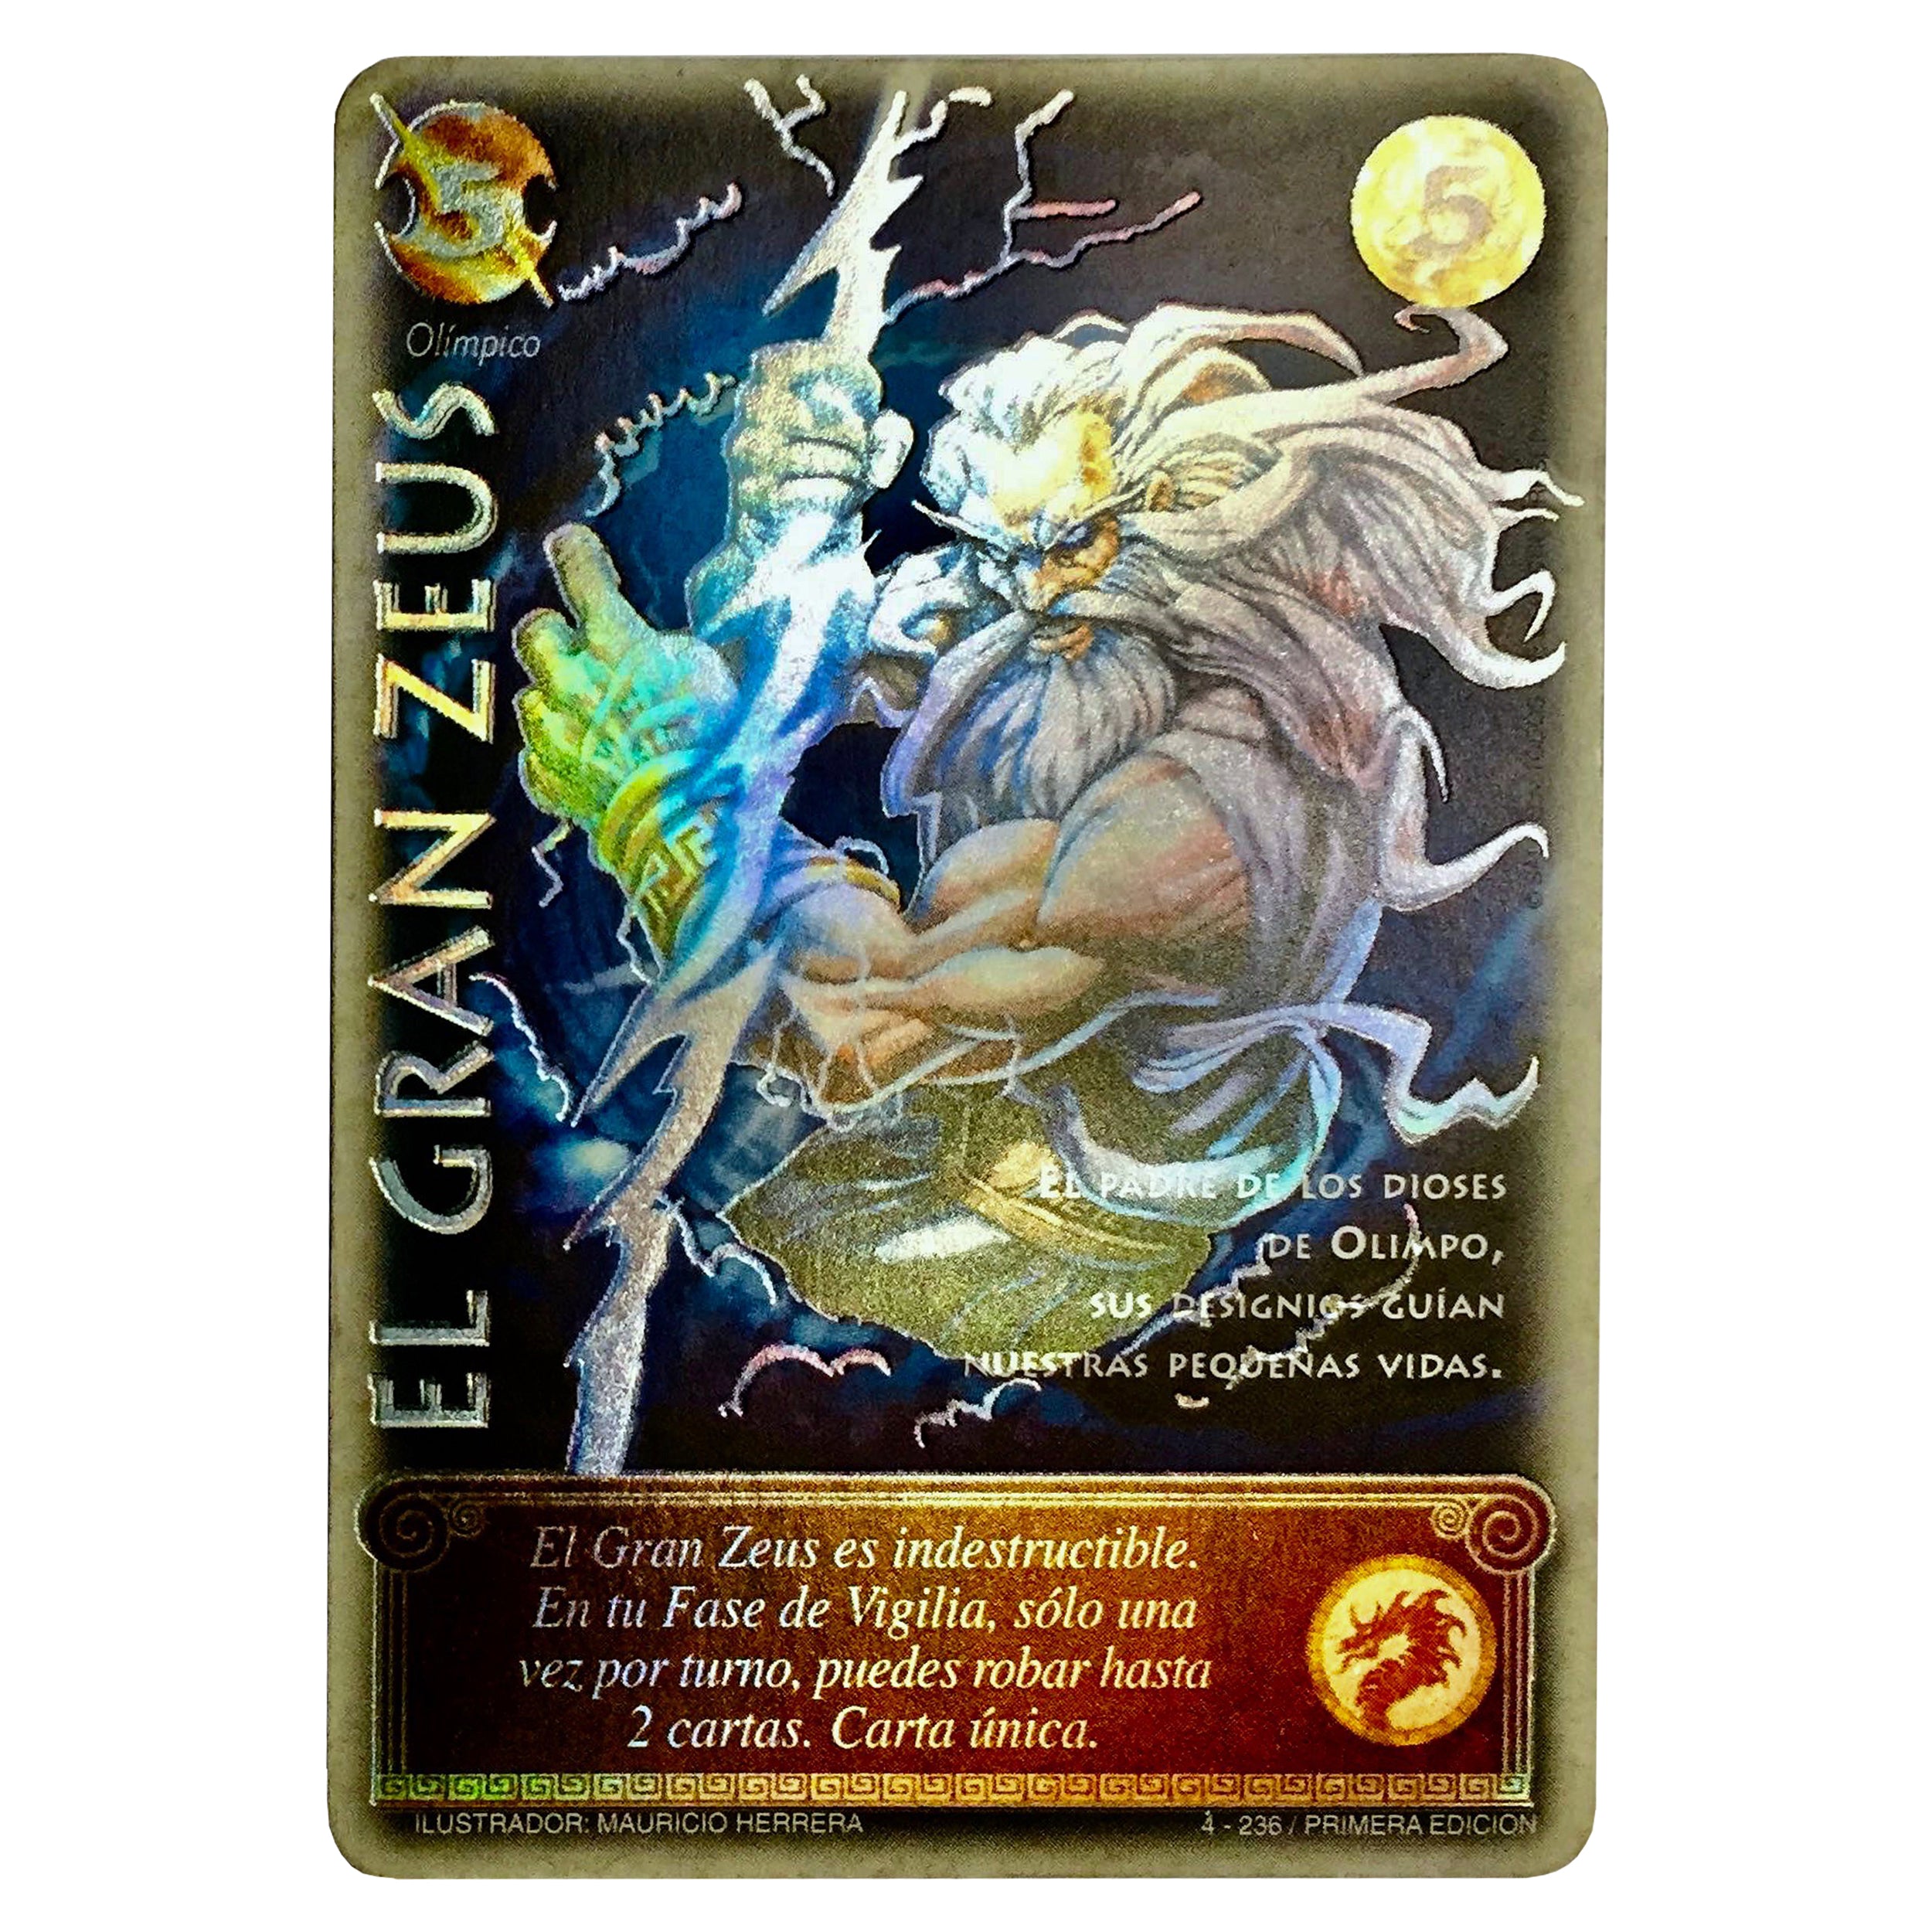 5
5
Olímpico
EL GRAN ZEUS
EL PADRE DE LOS DIOSES
DE OLIMPO,
SUS DESIGNIOS GUÍAN
NUESTRAS PEQUEÑAS VIDAS.
El Gran Zeus es indestructible.
En tu Fase de Vigilia, sólo una
vez por turno, puedes robar hasta
2 cartas. Carta única.
ILUSTRADOR: MAURICIO HERRERA
4 - 236 / PRIMERA EDICION